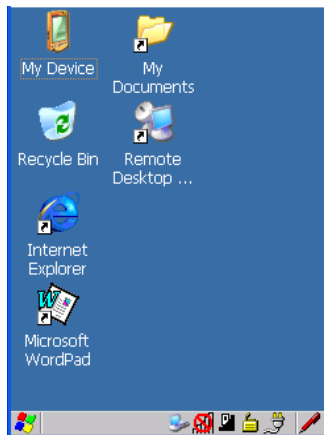 My Device
My
Documents
Recycle Bin
Remote
Desktop ...
Internet
Explorer
Microsoft
WordPad